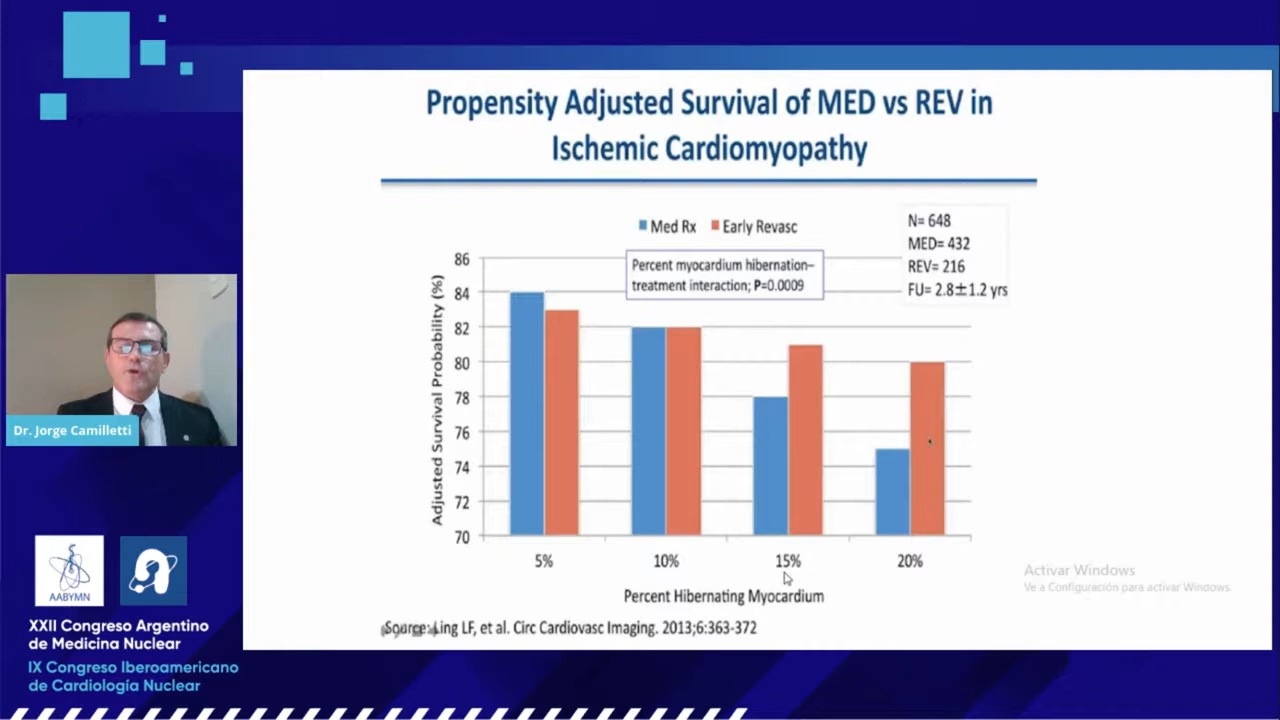 Propensity Adjusted Survival of MED vs REV in
Ischemic Cardiomyopathy
Med Rx
Early Revasc
N= 648
MED= 432
REV= 216
FU= 2.8±1.2 yrs
Percent myocardium hibernation–
treatment interaction; P=0.0009
Adjusted Survival Probability (%)
86
84
82
80
78
76
74
72
70
5%
10%
15%
20%
Percent Hibernating Myocardium
Source: Ling LF, et al. Circ Cardiovasc Imaging. 2013;6:363-372
Activar Windows
Ve a Configuración para activar Windows.
Dr. Jorge Camilletti
AABYMN
XXII Congreso Argentino
de Medicina Nuclear
IX Congreso Iberoamericano
de Cardiología Nuclear